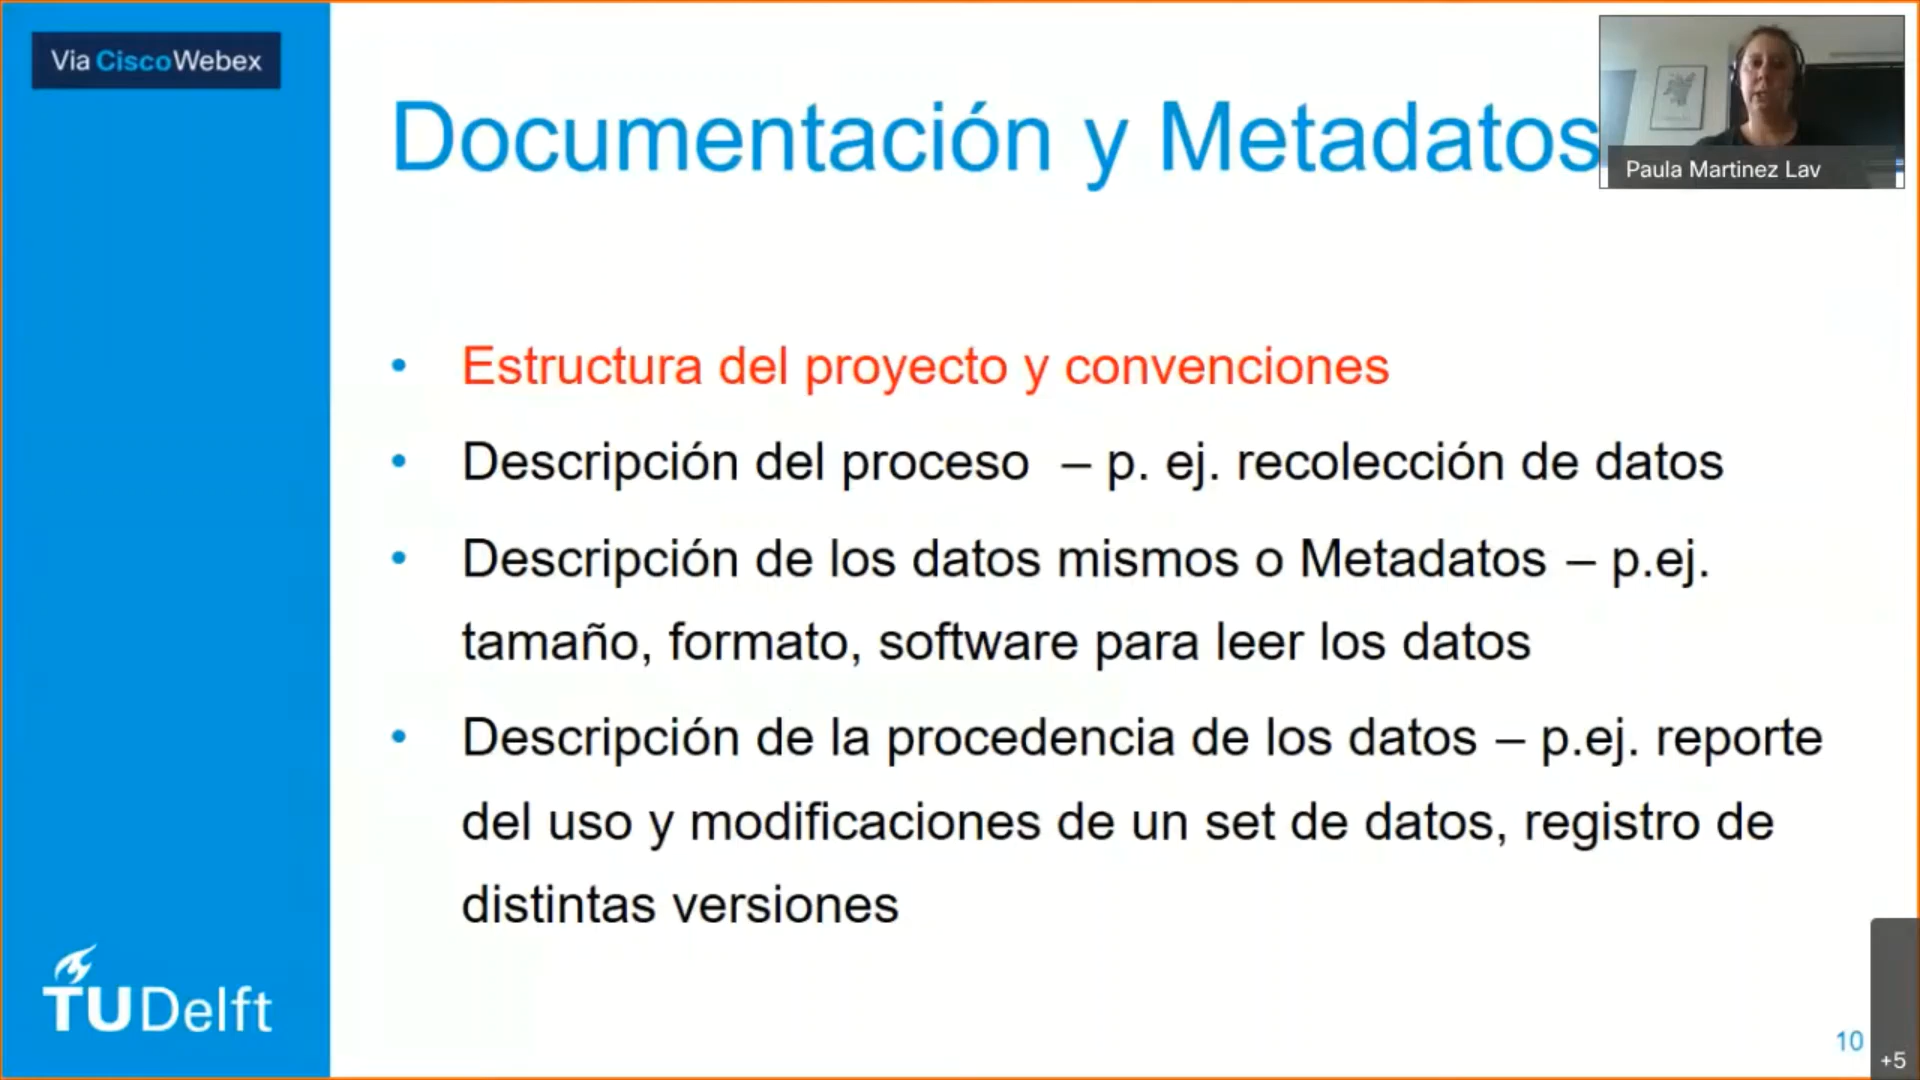 Via CiscoWebex
Documentación y Metadatos
Paula Martinez Lav
• Estructura del proyecto y convenciones
• Descripción del proceso – p. ej. recolección de datos
• Descripción de los datos mismos o Metadatos – p.ej.
tamaño, formato, software para leer los datos
• Descripción de la procedencia de los datos – p.ej. reporte
del uso y modificaciones de un set de datos, registro de
distintas versiones
TUDelft
10
+5